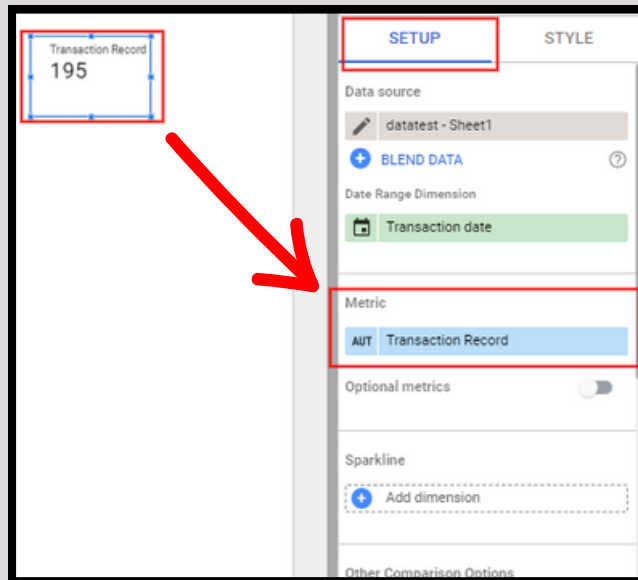 Transaction Record
195
SETUP
STYLE
Data source
datatest - Sheet1
BLEND DATA
Date Range Dimension
Transaction date
Metric
AUT Transaction Record
Optional metrics
Sparkline
Add dimension
Other Comparison Options